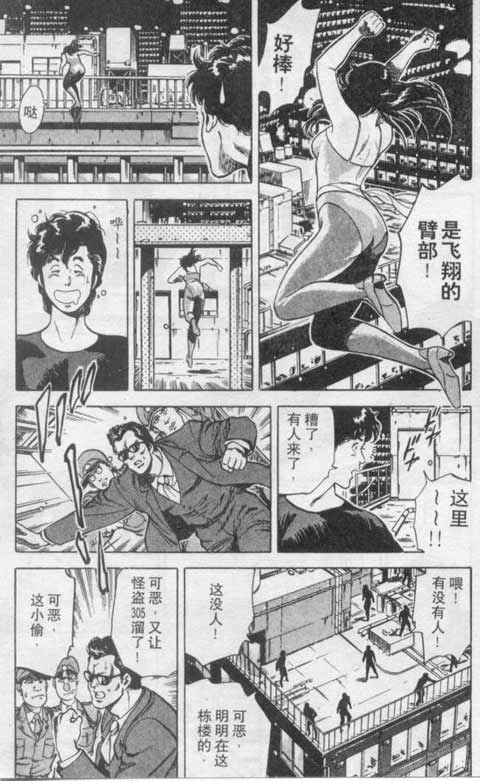 好棒！
是飞翔的
臂部！
哒
哗～～
这里
～～!!
糟了，
有人来了，
喂！
有没有人！
这没人！
可恶，
明明在这
栋楼的．
可恶，又让
怪盗305
溜了！
可恶，
这小偷．